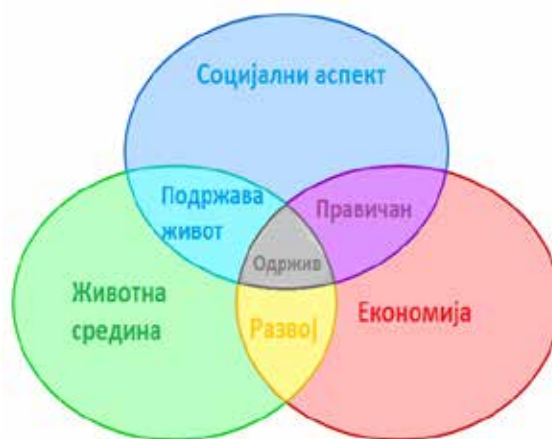 Социјални аспект
Подржава
живот
Правичан
Одржив
Животна
средина
Развој
Економија